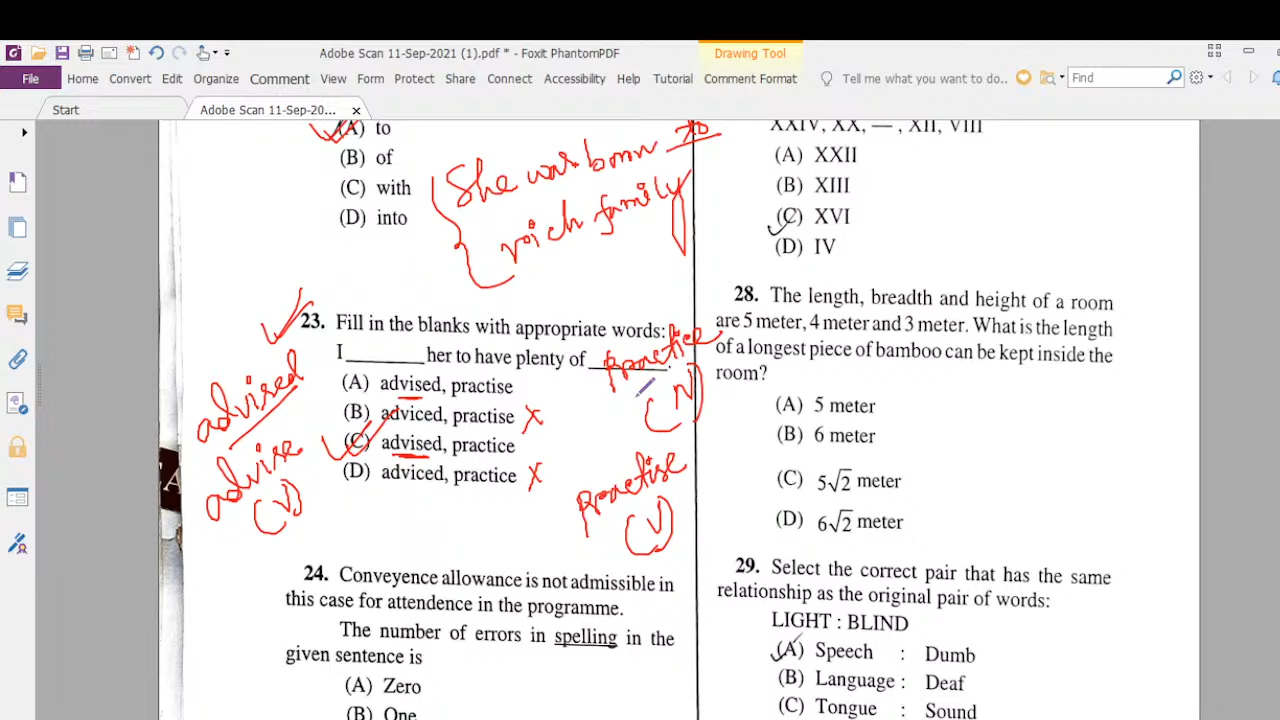 Adobe Scan 11-Sep-2021 (1).pdf * - Foxit PhantomPDF
Drawing Tool
File Home Convert Edit Organize Comment View Form Protect Share Connect Accessibility Help Tutorial Comment Format Tell me what you want to do.. Find
Start
Adobe Scan 11-Sep-20...
(A) to
(B) of
(C) with
(D) into
She was born to
rich family
23. Fill in the blanks with appropriate words:
I ________ her to have plenty of ________.
practice
(N)
(A) advised, practise
(B) adviced, practise X
(C) advised, practice
(D) adviced, practice X
advised
advise
(V)
practise
(V)
24. Conveyence allowance is not admissible in
this case for attendence in the programme.
The number of errors in spelling in the
given sentence is
(A) Zero
(B) One
XXIV, XX, — , XII, VIII
(A) XXII
(B) XIII
(C) XVI
(D) IV
28. The length, breadth and height of a room
are 5 meter, 4 meter and 3 meter. What is the length
of a longest piece of bamboo can be kept inside the
room?
(A) 5 meter
(B) 6 meter
(C) 5√2 meter
(D) 6√2 meter
29. Select the correct pair that has the same
relationship as the original pair of words:
LIGHT : BLIND
(A) Speech : Dumb
(B) Language : Deaf
(C) Tongue : Sound